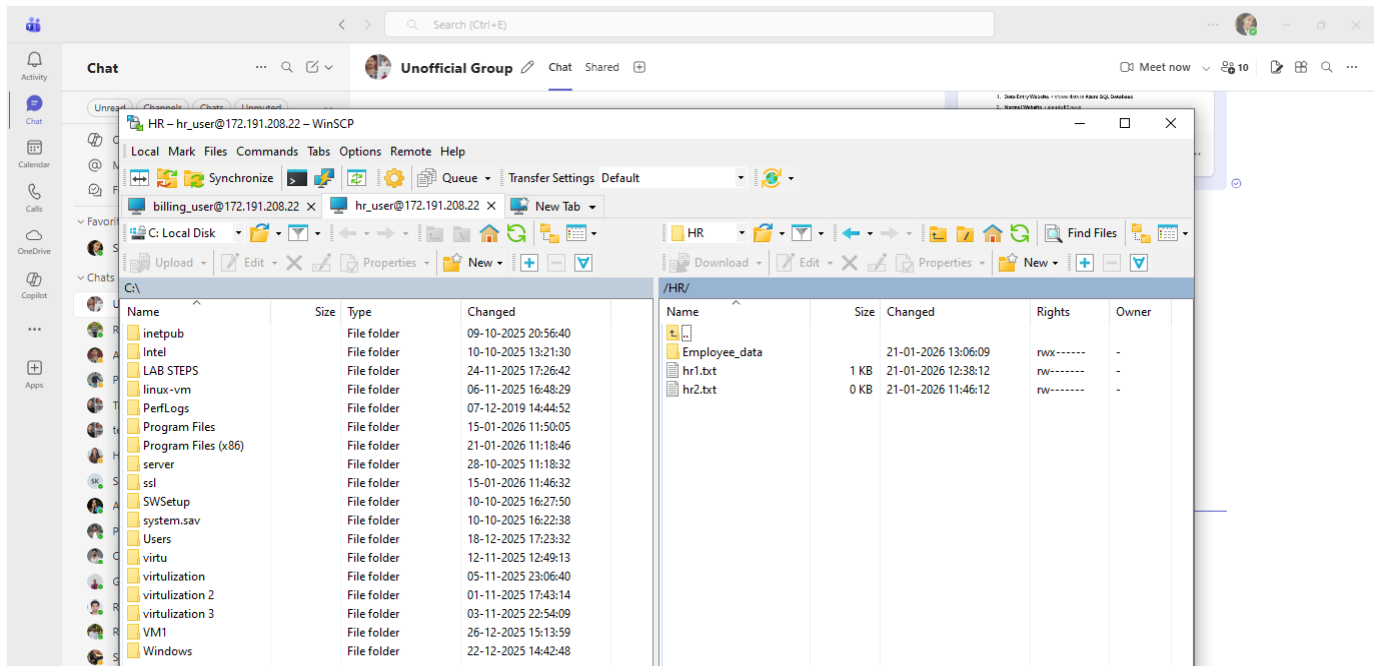 Search (Ctrl+E)
Activity
Chat
Calendar
Calls
OneDrive
Copilot
Apps
Chat
Unofficial Group Chat Shared
Meet now 10
Unread Channels Chats Unmuted
Favorit
Chats
SK
HR – hr_user@172.191.208.22 – WinSCP
Local Mark Files Commands Tabs Options Remote Help
Synchronize Queue Transfer Settings Default
billing_user@172.191.208.22 hr_user@172.191.208.22 New Tab
C: Local Disk HR Find Files
Upload Edit Properties New Download Edit Properties New
C:\ /HR/
Name Size Type Changed
inetpub File folder 09-10-2025 20:56:40
Intel File folder 10-10-2025 13:21:30
LAB STEPS File folder 24-11-2025 17:26:42
linux-vm File folder 06-11-2025 16:48:29
PerfLogs File folder 07-12-2019 14:44:52
Program Files File folder 15-01-2026 11:50:05
Program Files (x86) File folder 21-01-2026 11:18:46
server File folder 28-10-2025 11:18:32
ssl File folder 15-01-2026 11:46:32
SWSetup File folder 10-10-2025 16:27:50
system.sav File folder 10-10-2025 16:22:38
Users File folder 18-12-2025 17:23:32
virtu File folder 12-11-2025 12:49:13
virtulization File folder 05-11-2025 23:06:40
virtulization 2 File folder 01-11-2025 17:43:14
virtulization 3 File folder 03-11-2025 22:54:09
VM1 File folder 26-12-2025 15:13:59
Windows File folder 22-12-2025 14:42:48
Name Size Changed Rights Owner
..
Employee_data 21-01-2026 13:06:09 rwx------ -
hr1.txt 1 KB 21-01-2026 12:38:12 rw------- -
hr2.txt 0 KB 21-01-2026 11:46:12 rw------- -